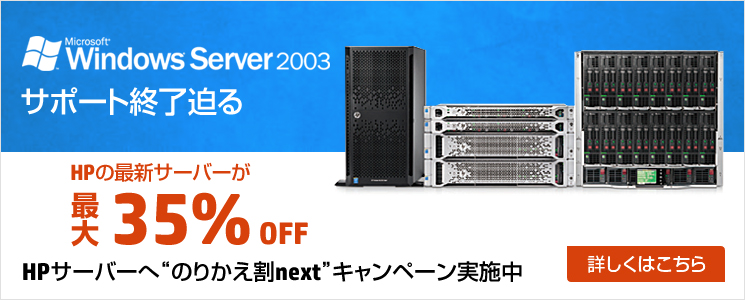 Microsoft
Windows Server 2003
サポート終了迫る
HPの最新サーバーが
最大 35% OFF
HPサーバーへ“のりかえ割next”キャンペーン実施中
詳しくはこちら